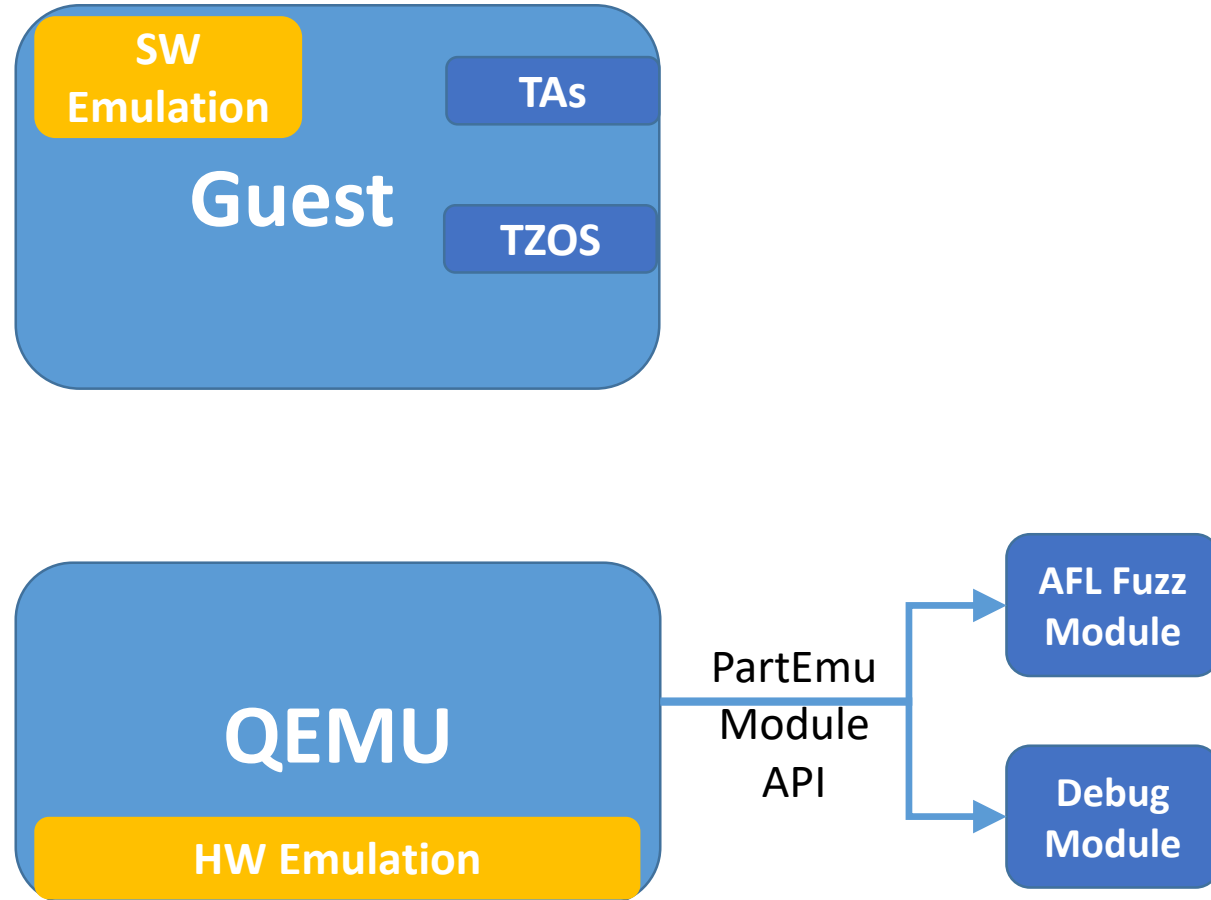 SW
Emulation
TAs
Guest
TZOS
AFL Fuzz
Module
PartEmu
Module
API
QEMU
Debug
Module
HW Emulation